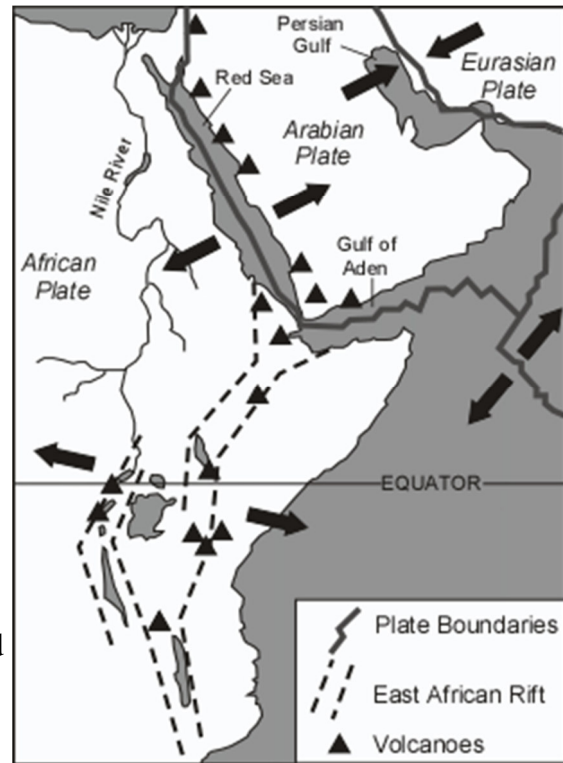 Persian
Gulf
Eurasian
Plate
Red Sea
Arabian
Plate
Nile River
Gulf of
Aden
African
Plate
EQUATOR
d
Plate Boundaries
East African Rift
Volcanoes